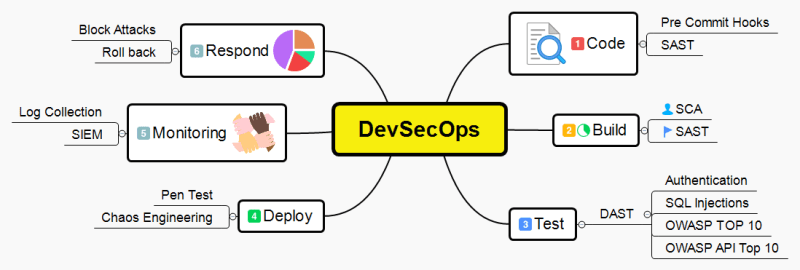 DevSecOps
1 Code
Pre Commit Hooks
SAST
2 Build
SCA
SAST
3 Test
DAST
Authentication
SQL Injections
OWASP TOP 10
OWASP API Top 10
4 Deploy
Pen Test
Chaos Engineering
5 Monitoring
Log Collection
SIEM
6 Respond
Block Attacks
Roll back